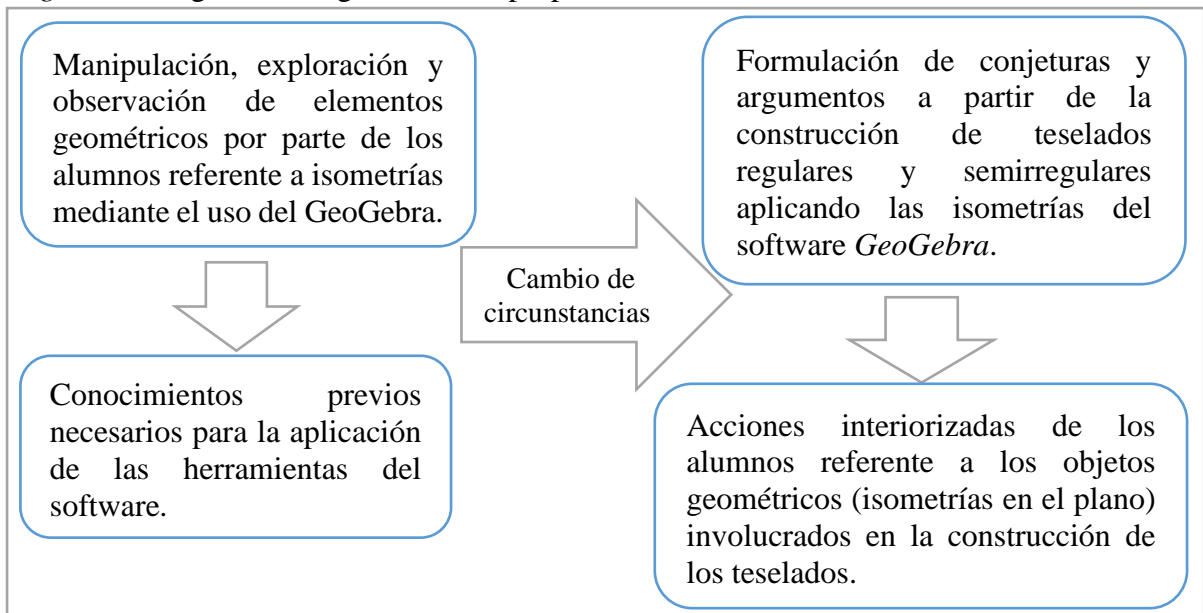 Manipulación, exploración y
observación de elementos
geométricos por parte de los
alumnos referente a isometrías
mediante el uso del GeoGebra.
Conocimientos previos
necesarios para la aplicación
de las herramientas del
software.
Cambio de
circunstancias
Formulación de conjeturas y
argumentos a partir de la
construcción de teselados
regulares y semirregulares
aplicando las isometrías del
software GeoGebra.
Acciones interiorizadas de los
alumnos referente a los objetos
geométricos (isometrías en el plano)
involucrados en la construcción de
los teselados.